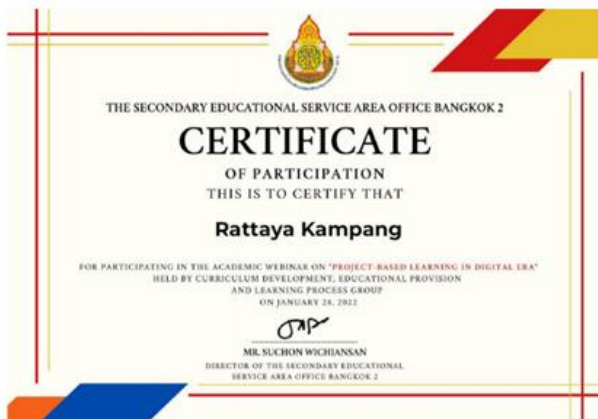 THE SECONDARY EDUCATIONAL SERVICE AREA OFFICE BANGKOK 2
CERTIFICATE
OF PARTICIPATION
THIS IS TO CERTIFY THAT
Rattaya Kampang
FOR PARTICIPATING IN THE ACADEMIC WEBINAR ON "PROJECT-BASED LEARNING IN DIGITAL ERA"
HELD BY CURRICULUM DEVELOPMENT, EDUCATIONAL PROVISION
AND LEARNING PROCESS GROUP
ON JANUARY 28, 2022
MR. SUCHON WICHIANSAN
DIRECTOR OF THE SECONDARY EDUCATIONAL
SERVICE AREA OFFICE BANGKOK 2